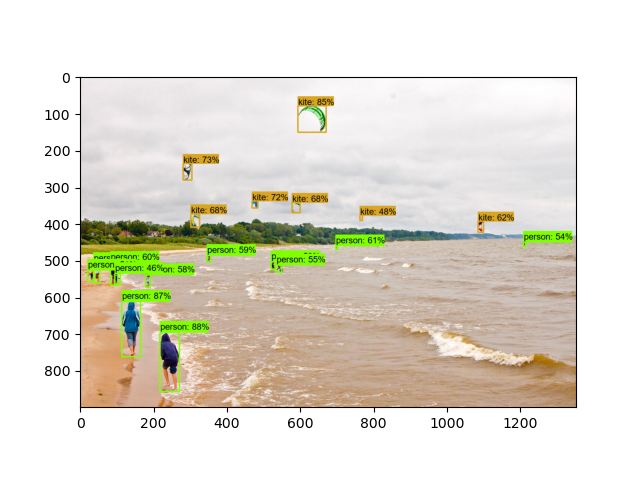 0
100
200
300
400
500
600
700
800
0
200
400
600
800
1000
1200
kite: 85%
kite: 73%
kite: 72%
kite: 68%
kite: 68%
kite: 48%
kite: 62%
person: 54%
person: 61%
person: 59%
person: 55%
60%
person: 46%
58%
person: 87%
person: 88%